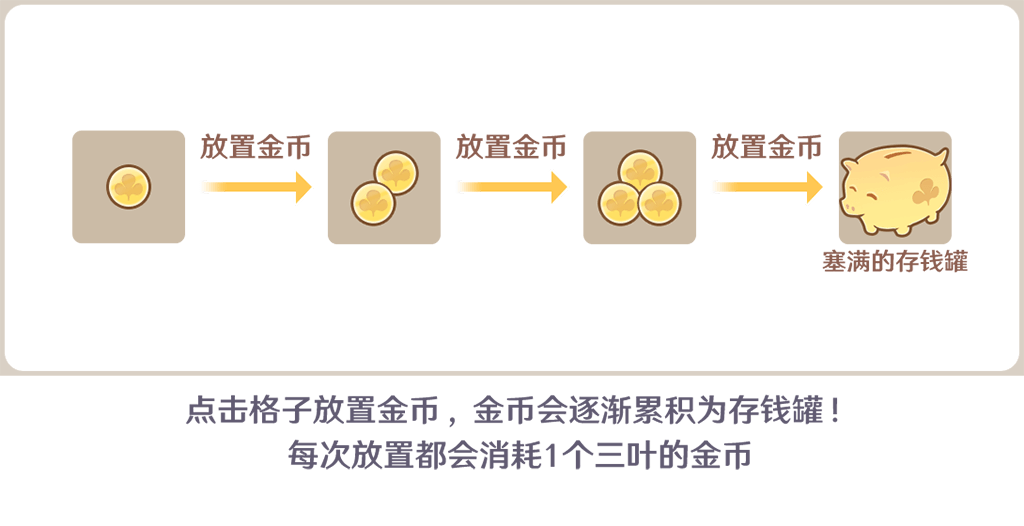 放置金币
放置金币
放置金币
塞满的存钱罐
点击格子放置金币，金币会逐渐累积为存钱罐！
每次放置都会消耗1个三叶的金币